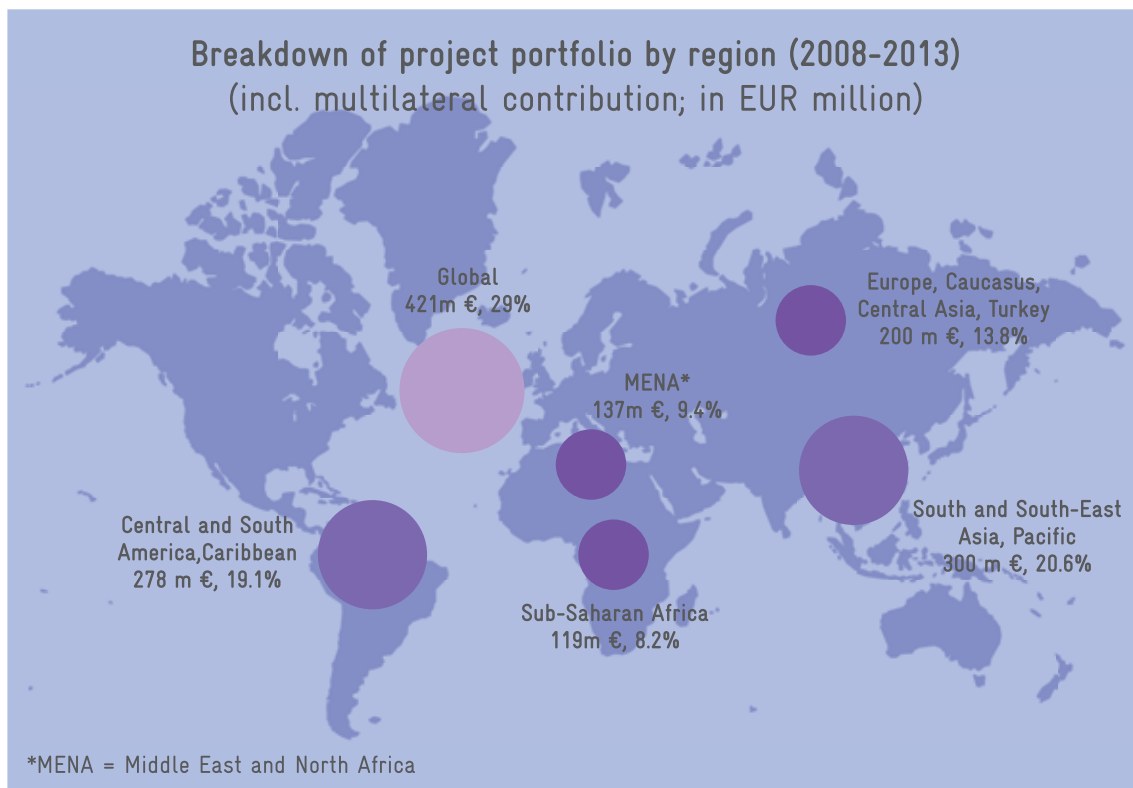 Breakdown of project portfolio by region (2008-2013)
(incl. multilateral contribution; in EUR million)
Global
421m €, 29%
Europe, Caucasus,
Central Asia, Turkey
200 m €, 13.8%
MENA*
137m €, 9.4%
Central and South
America,Caribbean
278 m €, 19.1%
South and South-East
Asia, Pacific
300 m €, 20.6%
Sub-Saharan Africa
119m €, 8.2%
*MENA = Middle East and North Africa